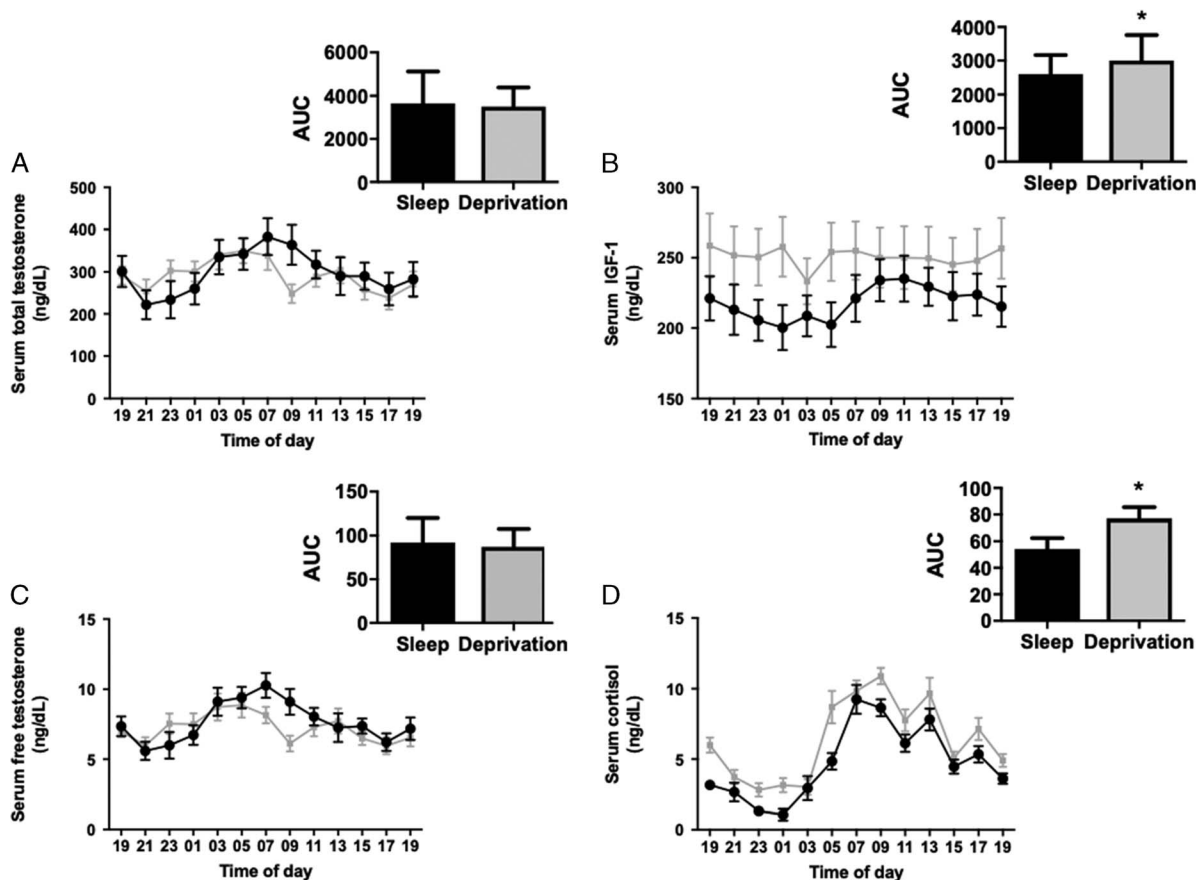 A
Serum total testosterone
(ng/dL)
500
400
300
200
100
0
19 21 23 01 03 05 07 09 11 13 15 17 19
Time of day
AUC
6000
4000
2000
0
Sleep Deprivation
B
Serum IGF-1
(ng/dL)
300
250
200
150
19 21 23 01 03 05 07 09 11 13 15 17 19
Time of day
AUC
4000
3000
2000
1000
0
*
Sleep Deprivation
C
Serum free testosterone
(ng/dL)
15
10
5
0
19 21 23 01 03 05 07 09 11 13 15 17 19
Time of day
AUC
150
100
50
0
Sleep Deprivation
D
Serum cortisol
(ng/dL)
15
10
5
0
19 21 23 01 03 05 07 09 11 13 15 17 19
Time of day
AUC
100
80
60
40
20
0
*
Sleep Deprivation